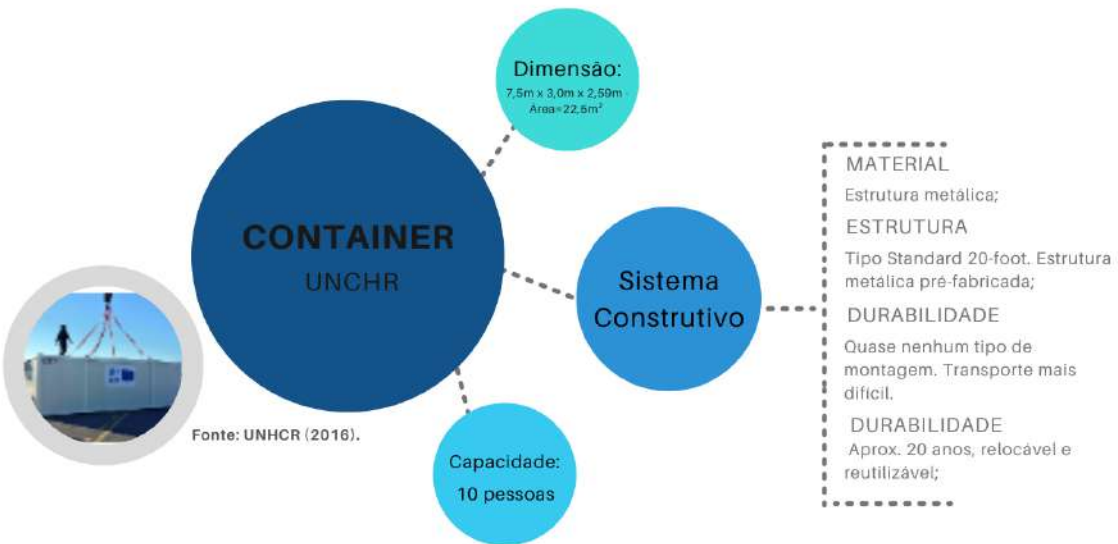 Dimensão:
7,5m x 3,0m x 2,59m -
Área=22,5m²
CONTAINER
UNCHR
Sistema
Construtivo
MATERIAL
Estrutura metálica;
ESTRUTURA
Tipo Standard 20-foot. Estrutura
metálica pré-fabricada;
DURABILIDADE
Quase nenhum tipo de
montagem. Transporte mais
difícil.
DURABILIDADE
Aprox. 20 anos, relocável e
reutilizável;
Fonte: UNHCR (2016).
Capacidade:
10 pessoas